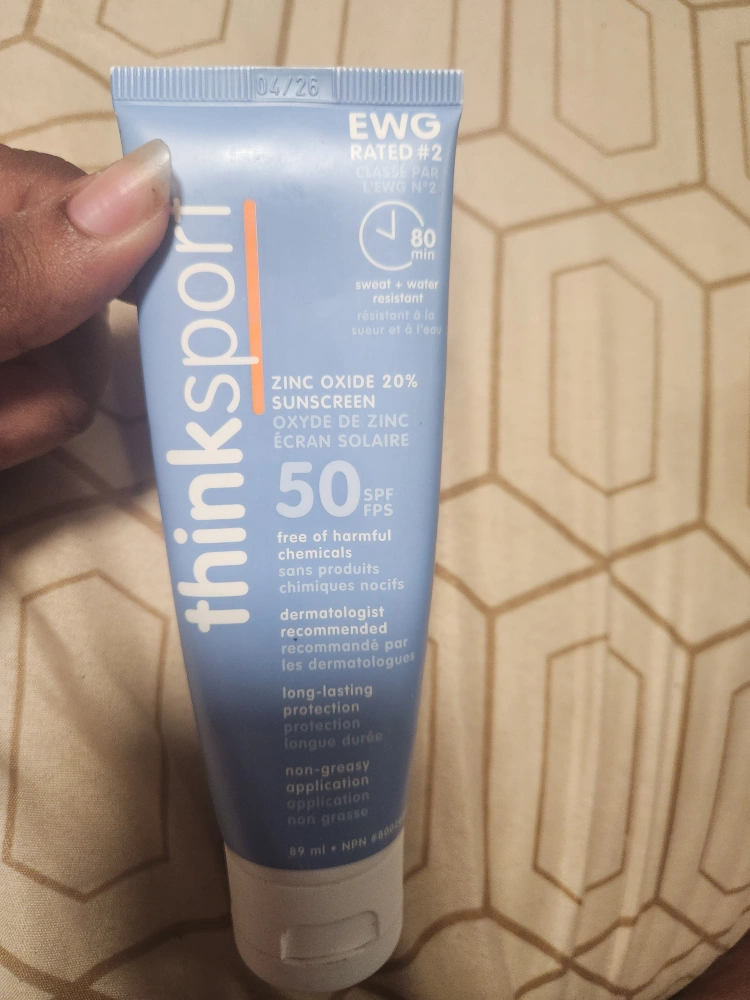 04/26
EWG
RATED #2
CLASSÉ PAR
L'EWG N°2
80
min
sweat + water
resistant
résistant à la
sueur et à l'eau
thinksport
ZINC OXIDE 20%
SUNSCREEN
OXYDE DE ZINC
ÉCRAN SOLAIRE
50 SPF
FPS
free of harmful
chemicals
sans produits
chimiques nocifs
dermatologist
recommended
recommandé par
les dermatologues
long-lasting
protection
protection
longue durée
non-greasy
application
application
non grasse
89 ml • NPN